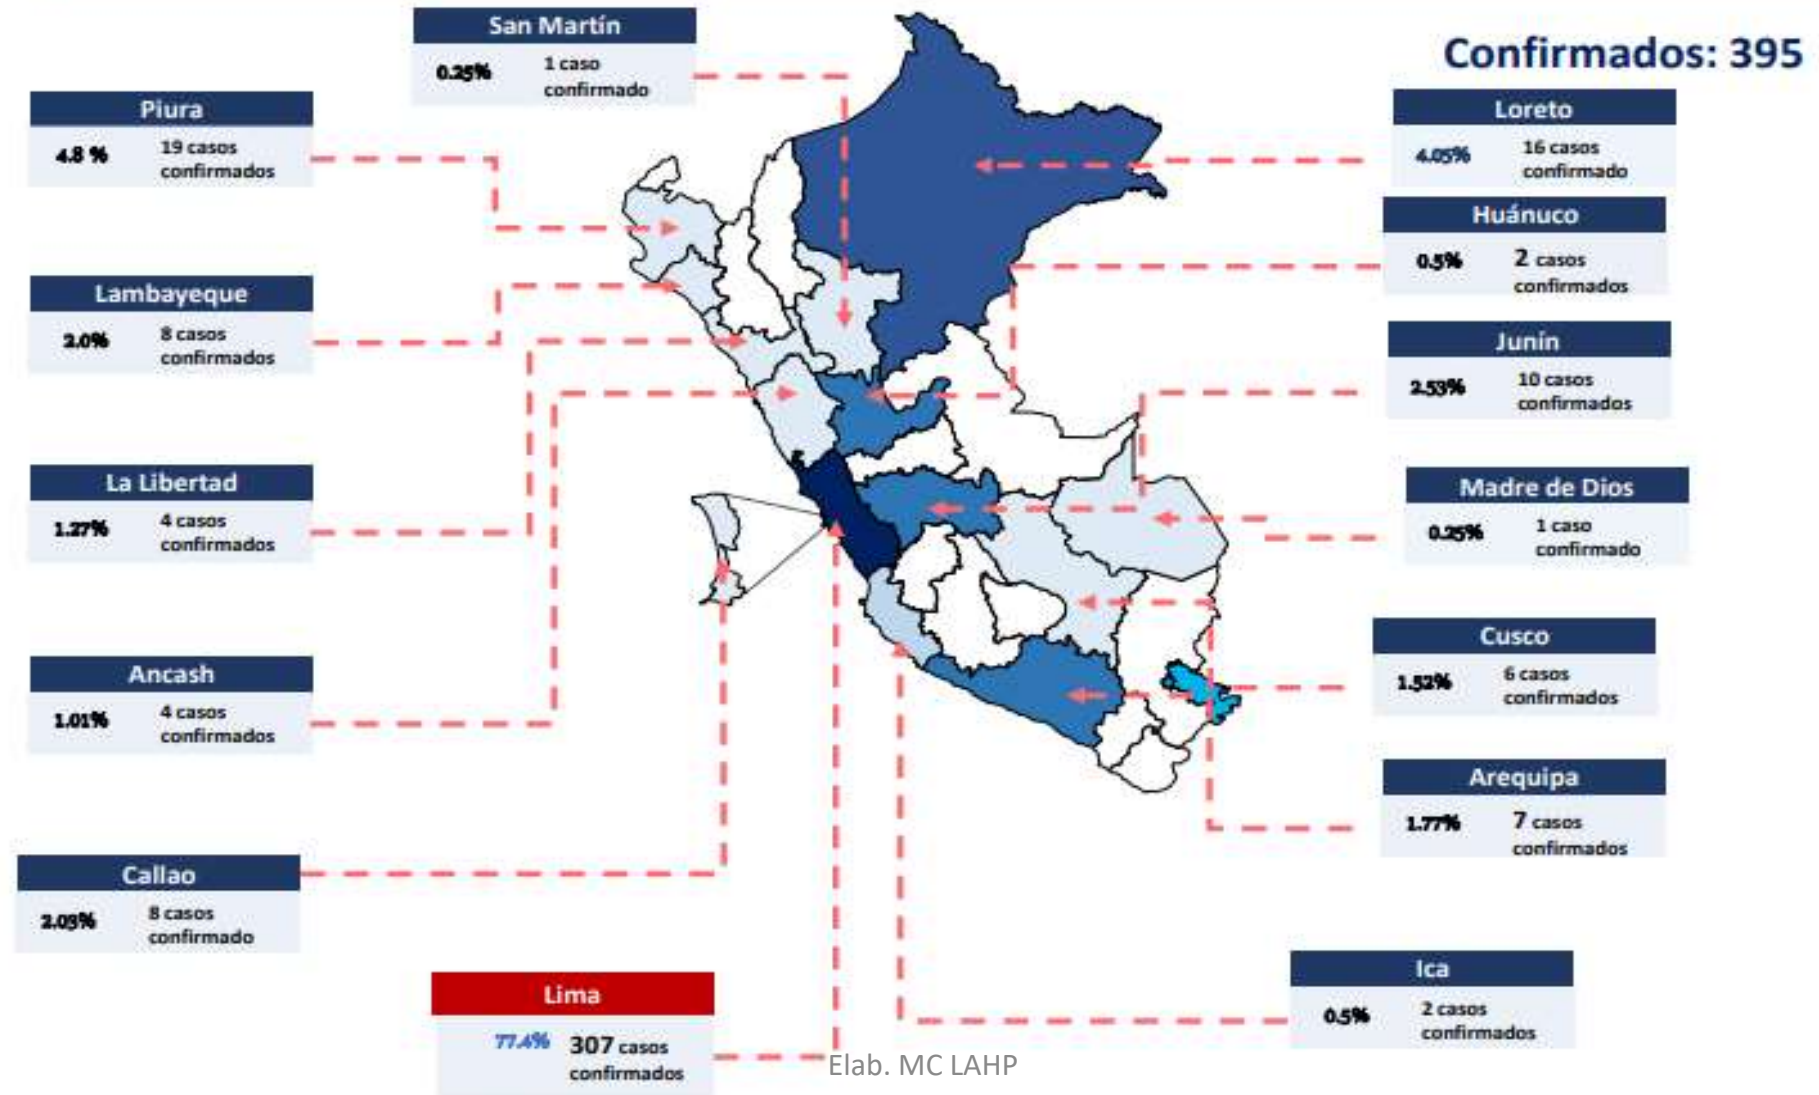 San Martín
0.25%
1 caso
confirmado
Confirmados: 395
Piura
4.8 %
19 casos
confirmados
Lambayeque
2.0%
8 casos
confirmados
La Libertad
1.27%
4 casos
confirmados
Ancash
1.01%
4 casos
confirmados
Callao
2.03%
8 casos
confirmado
Lima
77.4%
307 casos
confirmados
Loreto
4.05%
16 casos
confirmado
Huánuco
0.5%
2 casos
confirmados
Junín
2.53%
10 casos
confirmados
Madre de Dios
0.25%
1 caso
confirmado
Cusco
1.52%
6 casos
confirmados
Arequipa
1.77%
7 casos
confirmados
Ica
0.5%
2 casos
confirmados
Elab. MC LAHP